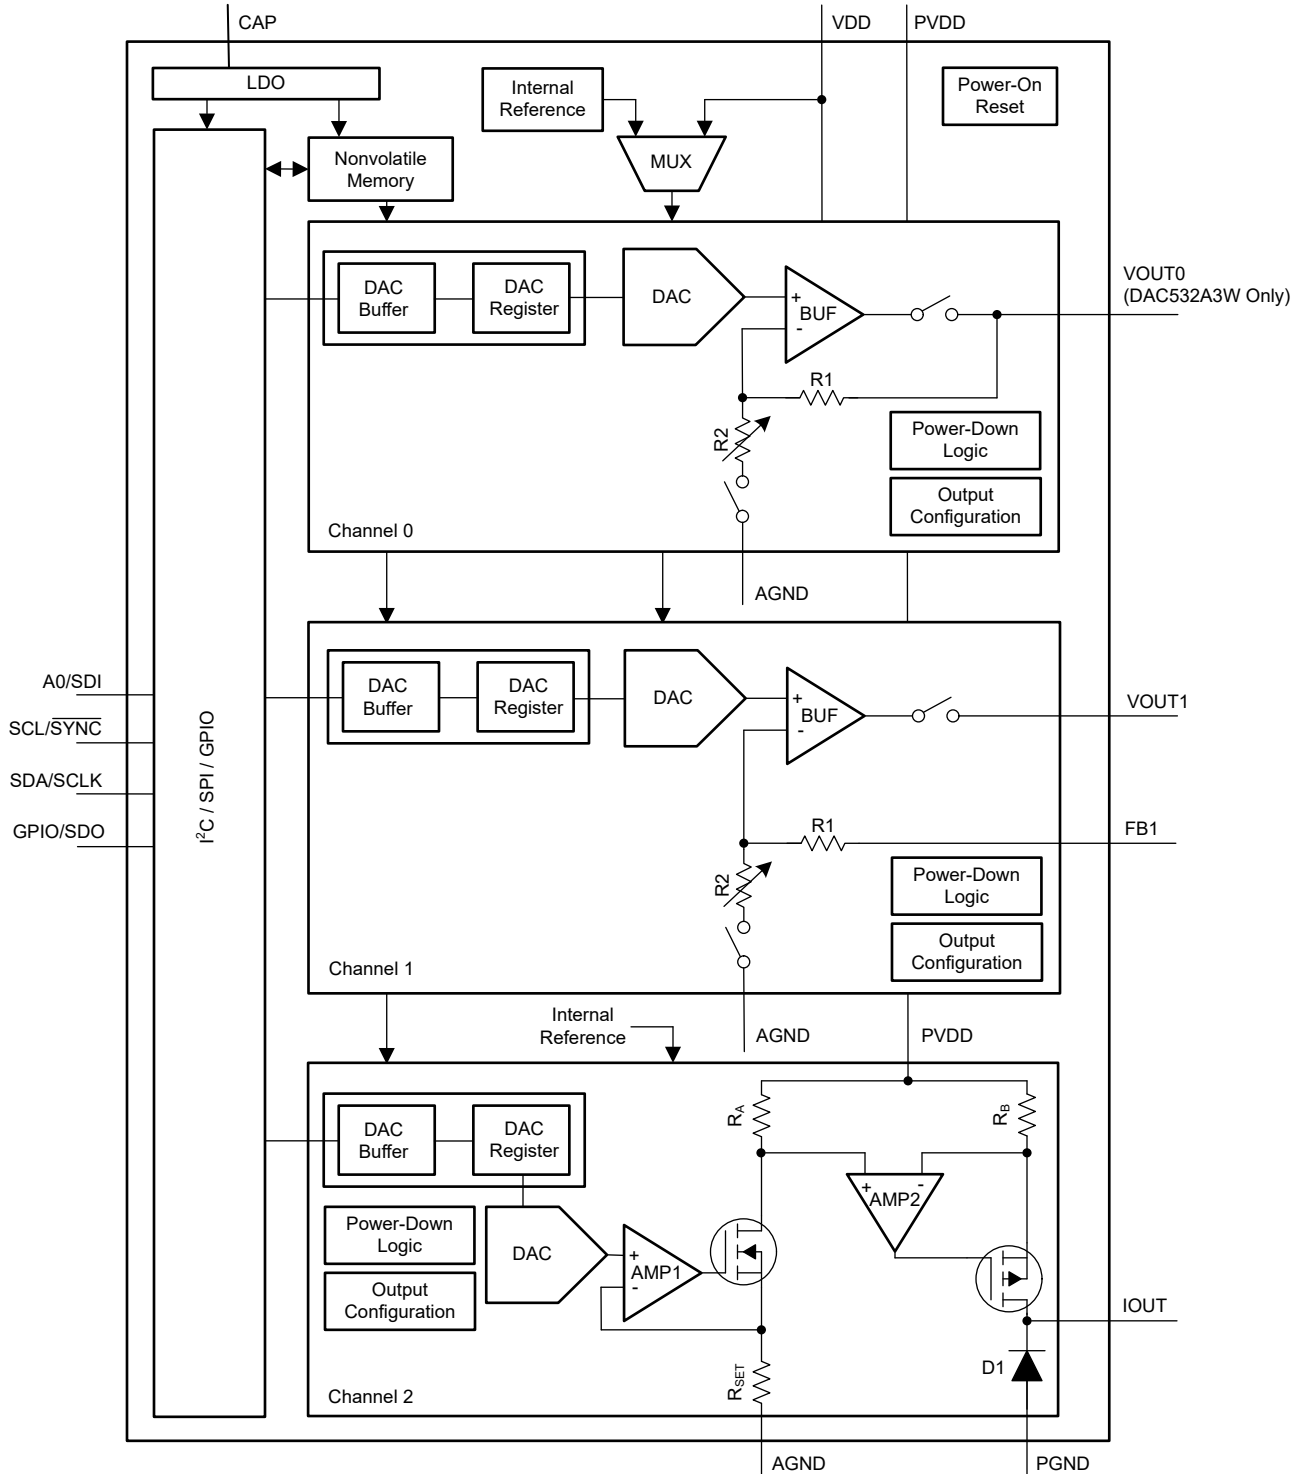 CAP
VDD
PVDD
LDO
Internal
Reference
Power-On
Reset
Nonvolatile
Memory
MUX
DAC
Buffer
DAC
Register
DAC
+
BUF
-
VOUT0
(DAC532A3W Only)
R1
R2
Power-Down
Logic
Output
Configuration
Channel 0
AGND
A0/SDI
SCL/S̅Y̅N̅C̅
SDA/SCLK
GPIO/SDO
I²C / SPI / GPIO
DAC
Buffer
DAC
Register
DAC
+
BUF
-
VOUT1
R1
FB1
R2
Power-Down
Logic
Output
Configuration
Channel 1
AGND
PVDD
Internal
Reference
DAC
Buffer
DAC
Register
R_A
R_B
+ -
AMP2
Power-Down
Logic
Output
Configuration
DAC
+
AMP1
-
IOUT
D1
R_SET
Channel 2
AGND
PGND